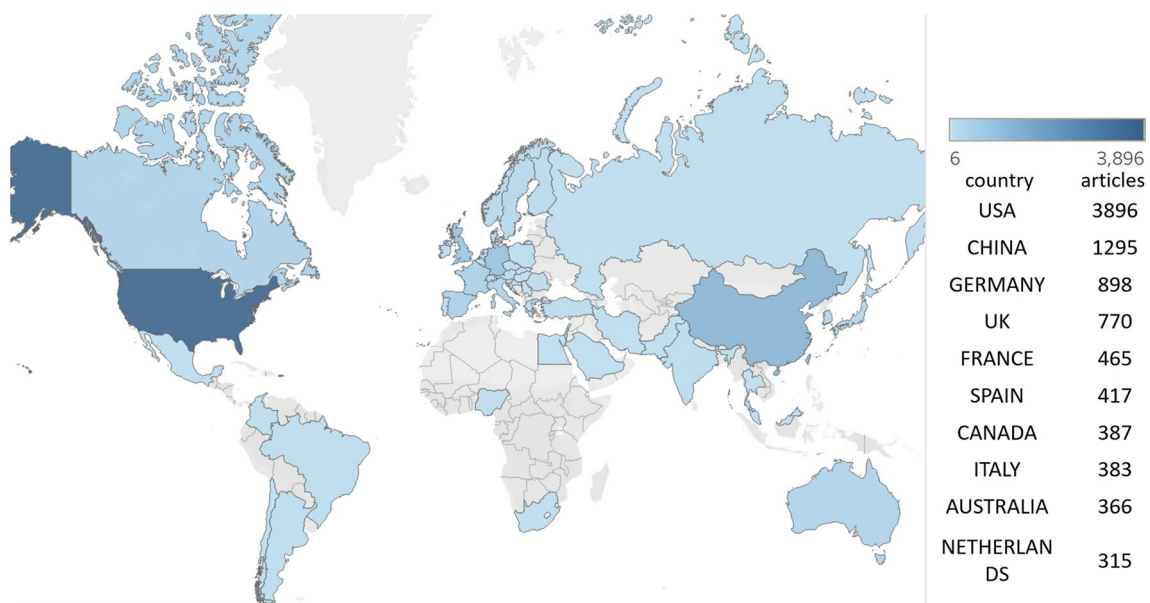 6 3,896
country articles
USA 3896
CHINA 1295
GERMANY 898
UK 770
FRANCE 465
SPAIN 417
CANADA 387
ITALY 383
AUSTRALIA 366
NETHERLAN
DS 315